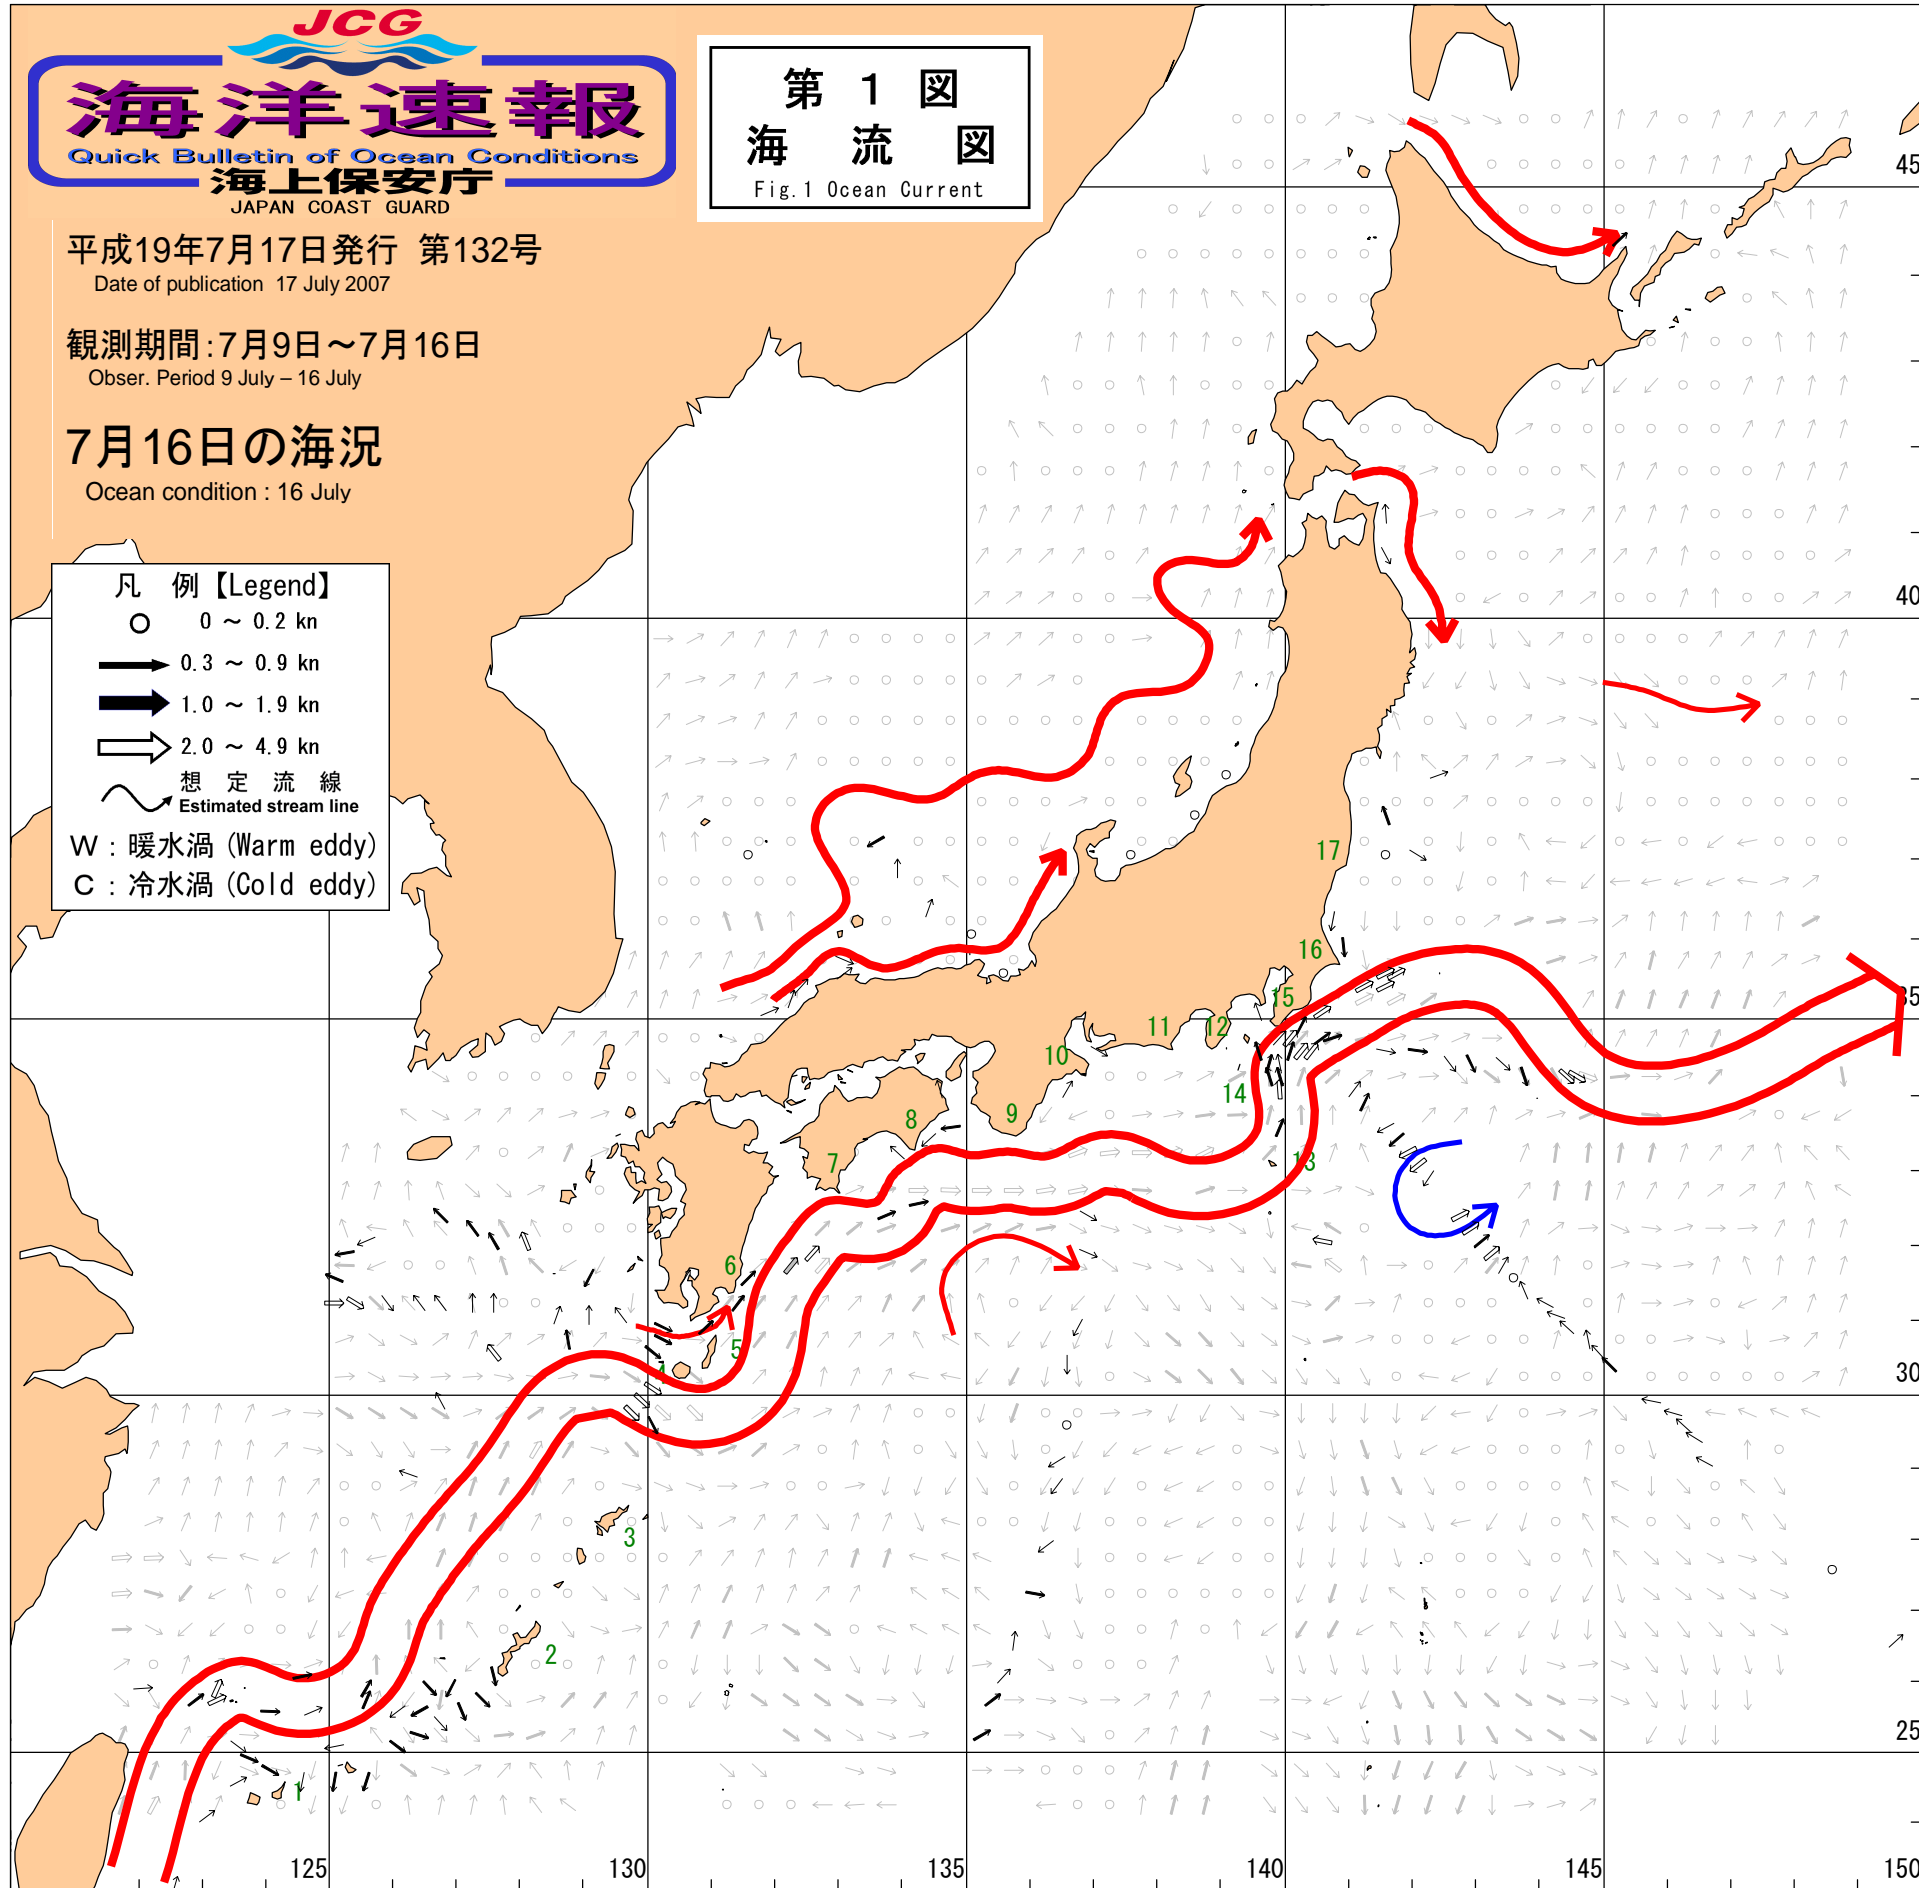 JCG
海洋速報
Quick Bulletin of Ocean Conditions
海上保安庁
JAPAN COAST GUARD
第 1 図
海 流 図
Fig.1 Ocean Current
平成19年7月17日発行 第132号
Date of publication 17 July 2007
観測期間:7月9日～7月16日
Obser. Period 9 July – 16 July
7月16日の海況
Ocean condition : 16 July
凡 例【Legend】
0 ～ 0.2 kn
0.3 ～ 0.9 kn
1.0 ～ 1.9 kn
2.0 ～ 4.9 kn
想 定 流 線
Estimated stream line
W : 暖水渦 (Warm eddy)
C : 冷水渦 (Cold eddy)
45
40
17
16
35
15
12
11
10
14
9
8
13
7
6
5
4
30
3
2
25
1
125
130
135
140
145
150